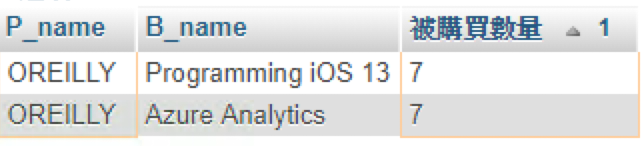 P_name B_name 被購買數量 1
OREILLY Programming iOS 13 7
OREILLY Azure Analytics 7